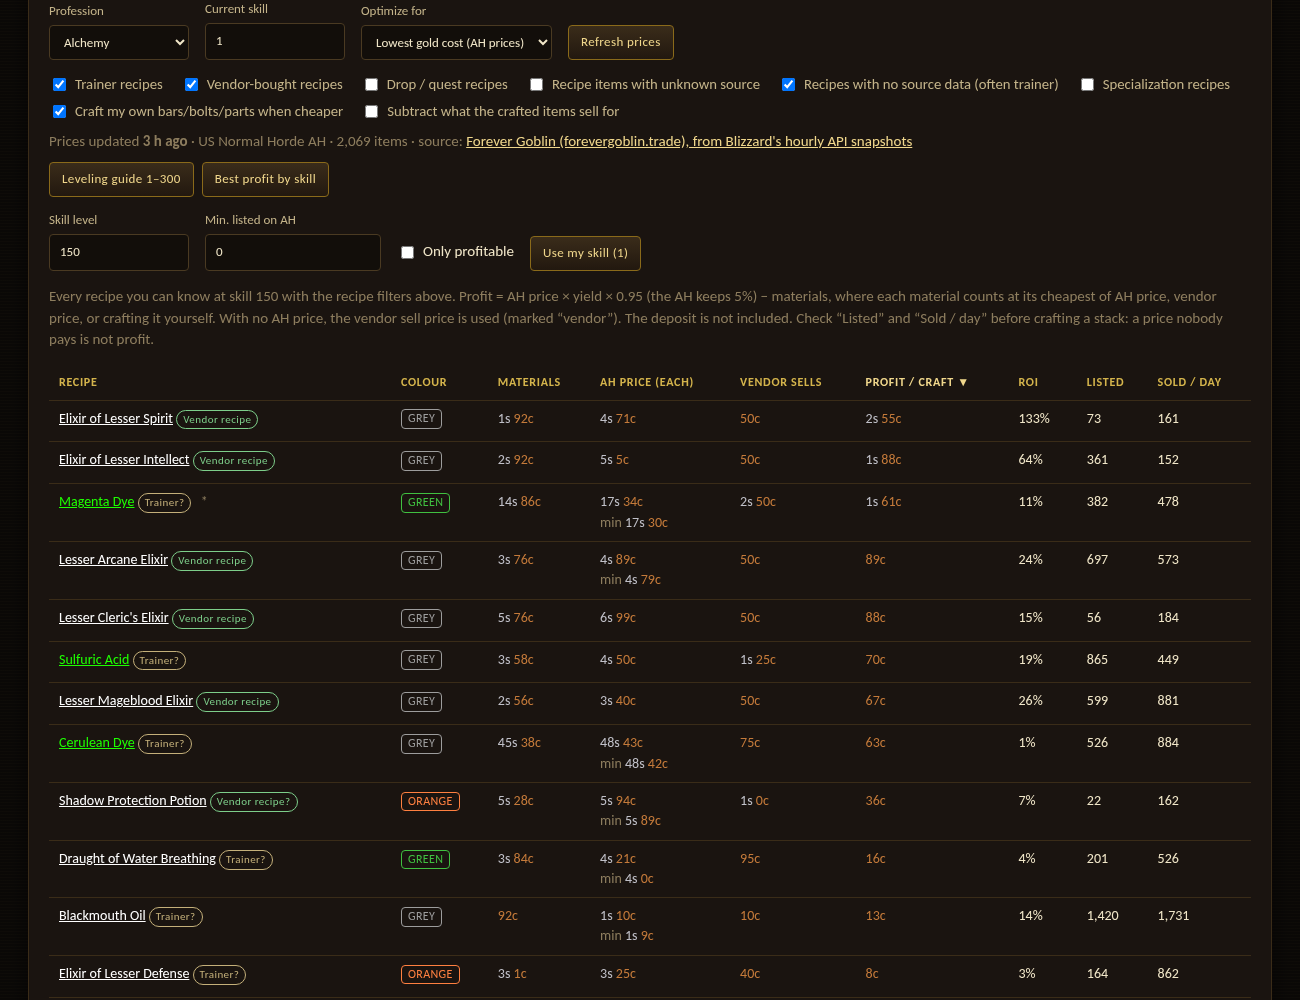 Profession Current skill Optimize for
Alchemy 1 Lowest gold cost (AH prices) Refresh prices
Trainer recipes Vendor-bought recipes Drop / quest recipes Recipe items with unknown source Recipes with no source data (often trainer) Specialization recipes
Craft my own bars/bolts/parts when cheaper Subtract what the crafted items sell for
Prices updated 3 h ago · US Normal Horde AH · 2,069 items · source: Forever Goblin (forevergoblin.trade), from Blizzard's hourly API snapshots
Leveling guide 1–300 Best profit by skill
Skill level Min. listed on AH
150 0 Only profitable Use my skill (1)
Every recipe you can know at skill 150 with the recipe filters above. Profit = AH price × yield × 0.95 (the AH keeps 5%) − materials, where each material counts at its cheapest of AH price, vendor
price, or crafting it yourself. With no AH price, the vendor sell price is used (marked “vendor”). The deposit is not included. Check “Listed” and “Sold / day” before crafting a stack: a price nobody
pays is not profit.
RECIPE COLOUR MATERIALS AH PRICE (EACH) VENDOR SELLS PROFIT / CRAFT ▼ ROI LISTED SOLD / DAY
Elixir of Lesser Spirit Vendor recipe GREY 1s 92c 4s 71c 50c 2s 55c 133% 73 161
Elixir of Lesser Intellect Vendor recipe GREY 2s 92c 5s 5c 50c 1s 88c 64% 361 152
Magenta Dye Trainer? * GREEN 14s 86c 17s 34c 2s 50c 1s 61c 11% 382 478
min 17s 30c
Lesser Arcane Elixir Vendor recipe GREY 3s 76c 4s 89c 50c 89c 24% 697 573
min 4s 79c
Lesser Cleric's Elixir Vendor recipe GREY 5s 76c 6s 99c 50c 88c 15% 56 184
Sulfuric Acid Trainer? GREY 3s 58c 4s 50c 1s 25c 70c 19% 865 449
Lesser Mageblood Elixir Vendor recipe GREY 2s 56c 3s 40c 50c 67c 26% 599 881
Cerulean Dye Trainer? GREY 45s 38c 48s 43c 75c 63c 1% 526 884
min 48s 42c
Shadow Protection Potion Vendor recipe? ORANGE 5s 28c 5s 94c 1s 0c 36c 7% 22 162
min 5s 89c
Draught of Water Breathing Trainer? GREEN 3s 84c 4s 21c 95c 16c 4% 201 526
min 4s 0c
Blackmouth Oil Trainer? GREY 92c 1s 10c 10c 13c 14% 1,420 1,731
min 1s 9c
Elixir of Lesser Defense Trainer? ORANGE 3s 1c 3s 25c 40c 8c 3% 164 862